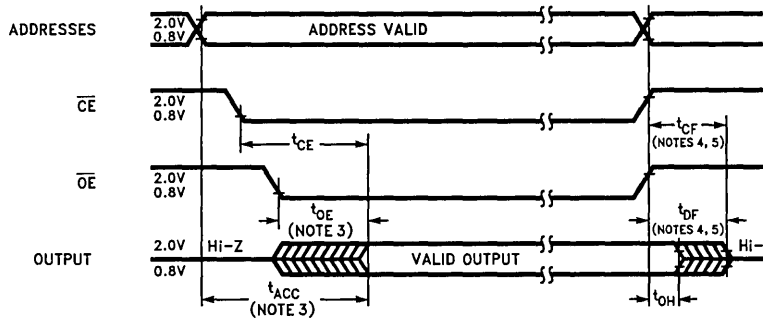 ADDRESSES
2.0V
0.8V
ADDRESS VALID
CE
2.0V
0.8V
tCE
tCF
(NOTES 4, 5)
OE
2.0V
0.8V
tOE
(NOTE 3)
tDF
(NOTES 4, 5)
OUTPUT
2.0V
0.8V
Hi-Z
VALID OUTPUT
Hi-
tACC
(NOTE 3)
tOH